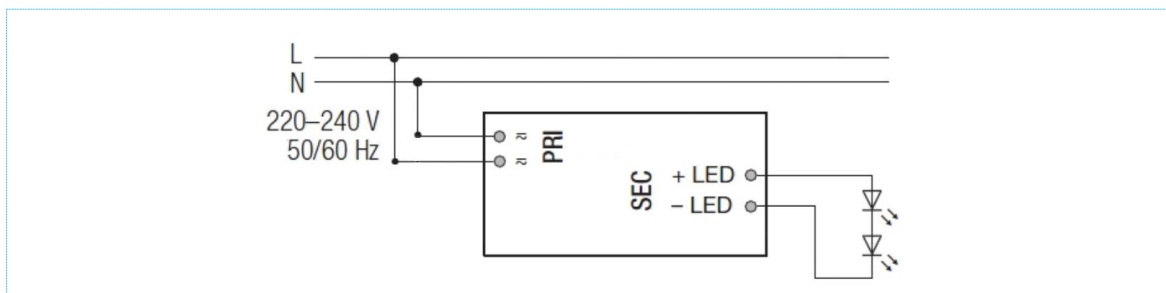 L
N
220–240 V
50/60 Hz
≈
≈
PRI
SEC
+ LED
– LED